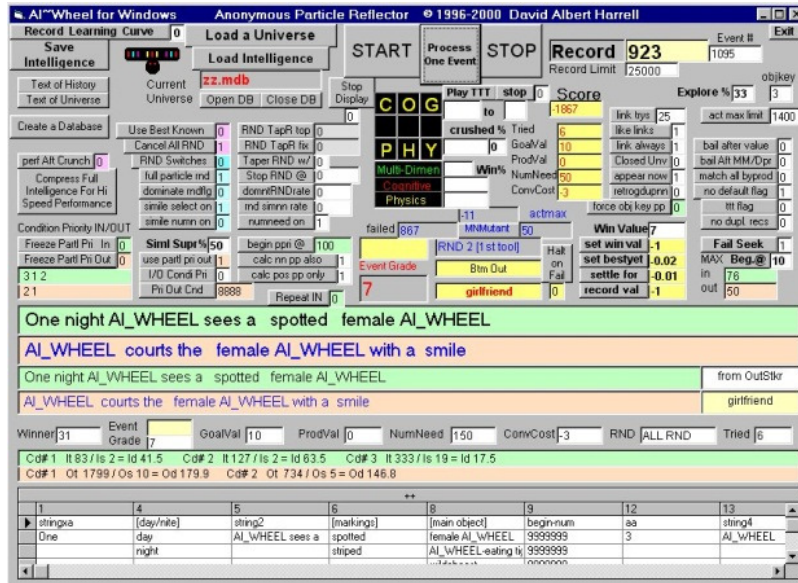 AI~Wheel for Windows Anonymous Particle Reflector © 1996-2000 David Albert Harrell
Record Learning Curve 0 Load a Universe Event # Exit
Save Intelligence Load Intelligence START Process One Event STOP Record 923 1095
Record Limit 25000
Text of History Current Universe zz.mdb Stop Display Play TTT stop 0 Score Explore % 33 objkey 3
Text of Universe Open DB Close DB 0 to -1867 link trys 25 act max limit 1400
Create a Database COG crushed % Tried 6 like links 1
Use Best Known 0 RND TapR top 0 0 GoalVal 10 link always 1 bail after value 0
Cancel All RND 1 RND TapR fix 0 PHY ProdVal 0 Closed Unv 0 bail Aft MM/Dpr 0
perf Aft Crunch 0 RND Switches 0 Taper RND w/ 0 Multi-Dimen Win% NumNeed 50 appear now 1 match all byprod 0
Compress Full Intelligence For Hi Speed Performance full particle md 1 Stop RND @ 0 Cognitive ConvCost -3 retrogdupnn 0 no default flag 1
dominate mdflg 0 domntRNDrate 0 Physics force obj key pp 0 ttt flag 0
simile select on 1 rnd simnn rate 0 -11 actmax no dupl. recs 0
Condition Priority IN/OUT simile numn on 0 numneed on 1 failed 867 MNMutant 50 Win Value 7
Freeze Partl Pri In 0 Siml Supr% 50 begin ppri @ 100 RND 2 [1st tool] Halt on Fail 0 set win val -1 Fail Seek 1
Freeze Partl Pri Out 0 use partl pri out 0 calc nn pp also 1 Event Grade Btm Out set bestyet -0.02 MAX Beg.@ 10
3 1 2 I/O Condi Pri 0 calc pos pp only 1 7 settle for -0.01 in 76
2 1 Pri Out Cnd 8888 Repeat IN 0 girlfriend record val -1 out 50
One night AI_WHEEL sees a spotted female AI_WHEEL
AI_WHEEL courts the female AI_WHEEL with a smile
One night AI_WHEEL sees a spotted female AI_WHEEL from OutStkr
AI_WHEEL courts the female AI_WHEEL with a smile girlfriend
Winner 31 Event Grade 7 GoalVal 10 ProdVal 0 NumNeed 150 ConvCost -3 RND ALL RND Tried 6
Cd# 1 It 83 / Is 2 = Id 41.5 Cd# 2 It 127 / Is 2 = Id 63.5 Cd# 3 It 333 / Is 19 = Id 17.5
Cd# 1 Ot 1799 / Os 10 = Od 179.9 Cd# 2 Ot 734 / Os 5 = Od 146.8
1 4 5 6 8 9 12 13
stringxa [day/nite] string2 [markings] [main object] begin-num aa string4
One day AI_WHEEL sees a spotted female AI_WHEEL 9999999 3 AI_WHEEL
night striped AI_WHEEL-eating tig 9999999